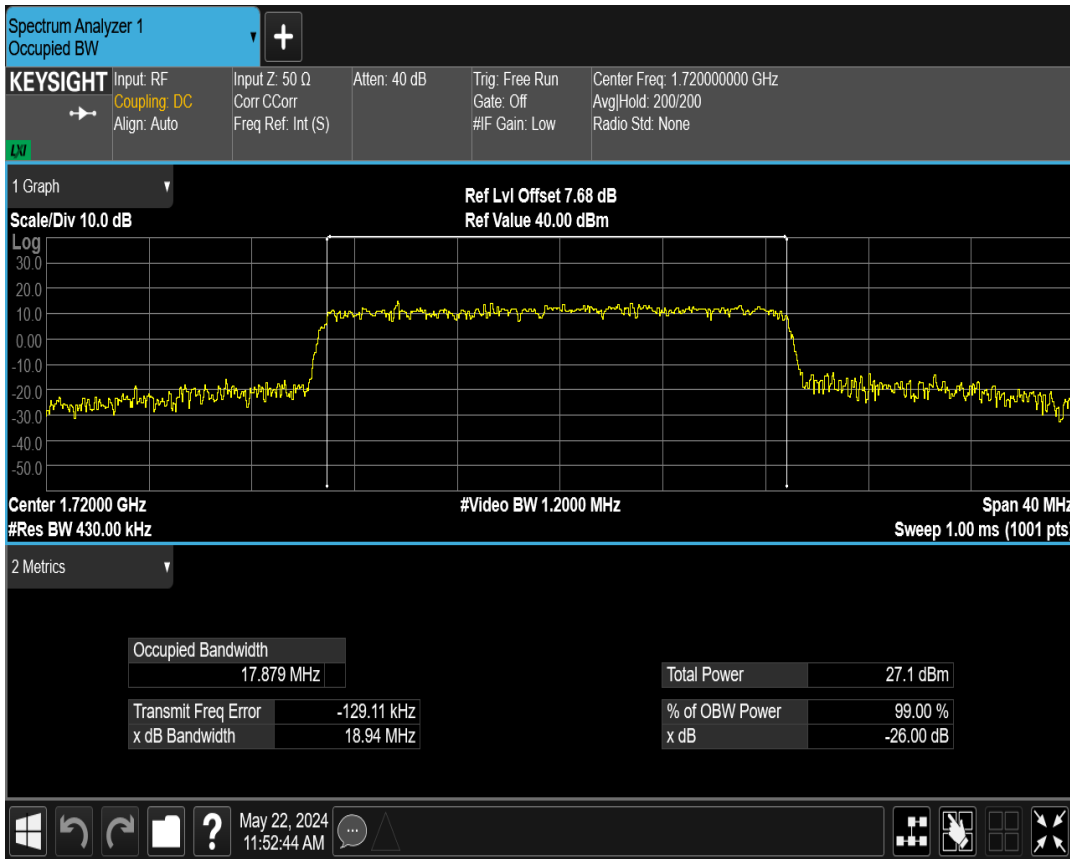 Spectrum Analyzer 1
Occupied BW
+
KEYSIGHT
LXI
Input: RF
Coupling: DC
Align: Auto
Input Z: 50 Ω
Corr CCorr
Freq Ref: Int (S)
Atten: 40 dB
Trig: Free Run
Gate: Off
#IF Gain: Low
Center Freq: 1.720000000 GHz
Avg|Hold: 200/200
Radio Std: None
1 Graph
Scale/Div 10.0 dB
Ref Lvl Offset 7.68 dB
Ref Value 40.00 dBm
Log
30.0
20.0
10.0
0.00
-10.0
-20.0
-30.0
-40.0
-50.0
Center 1.72000 GHz
#Video BW 1.2000 MHz
Span 40 MHz
#Res BW 430.00 kHz
Sweep 1.00 ms (1001 pts)
2 Metrics
Occupied Bandwidth
17.879 MHz
Total Power 27.1 dBm
Transmit Freq Error -129.11 kHz
% of OBW Power 99.00 %
x dB Bandwidth 18.94 MHz
x dB -26.00 dB
?
May 22, 2024
11:52:44 AM
...